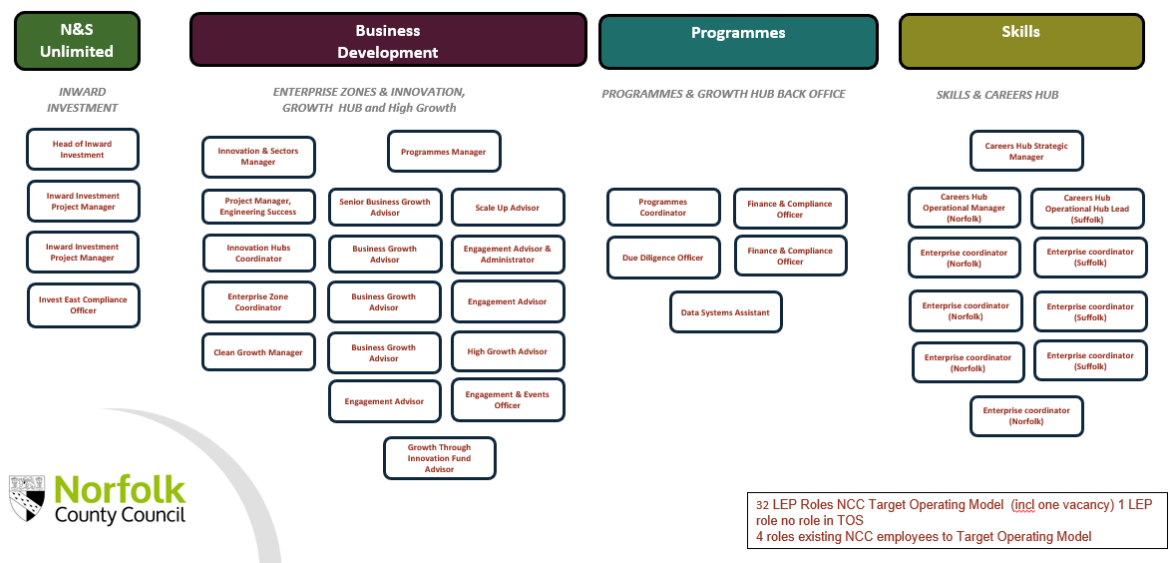 N&S
Unlimited
Business
Development
Programmes
Skills
INWARD
INVESTMENT
ENTERPRISE ZONES & INNOVATION,
GROWTH HUB and High Growth
PROGRAMMES & GROWTH HUB BACK OFFICE
SKILLS & CAREERS HUB
Head of Inward
Investment
Inward Investment
Project Manager
Inward Investment
Project Manager
Invest East Compliance
Officer
Innovation & Sectors
Manager
Programmes Manager
Project Manager,
Engineering Success
Senior Business Growth
Advisor
Scale Up Advisor
Innovation Hubs
Coordinator
Business Growth
Advisor
Engagement Advisor &
Administrator
Enterprise Zone
Coordinator
Business Growth
Advisor
Engagement Advisor
Clean Growth Manager
Business Growth
Advisor
High Growth Advisor
Engagement Advisor
Engagement & Events
Officer
Growth Through
Innovation Fund
Advisor
Programmes
Coordinator
Finance & Compliance
Officer
Due Diligence Officer
Finance & Compliance
Officer
Data Systems Assistant
Careers Hub Strategic
Manager
Careers Hub
Operational Manager
(Norfolk)
Careers Hub
Operational Hub Lead
(Suffolk)
Enterprise coordinator
(Norfolk)
Enterprise coordinator
(Suffolk)
Enterprise coordinator
(Norfolk)
Enterprise coordinator
(Suffolk)
Enterprise coordinator
(Norfolk)
Enterprise coordinator
(Suffolk)
Enterprise coordinator
(Norfolk)
Norfolk
County Council
32 LEP Roles NCC Target Operating Model (incl one vacancy) 1 LEP
role no role in TOS
4 roles existing NCC employees to Target Operating Model